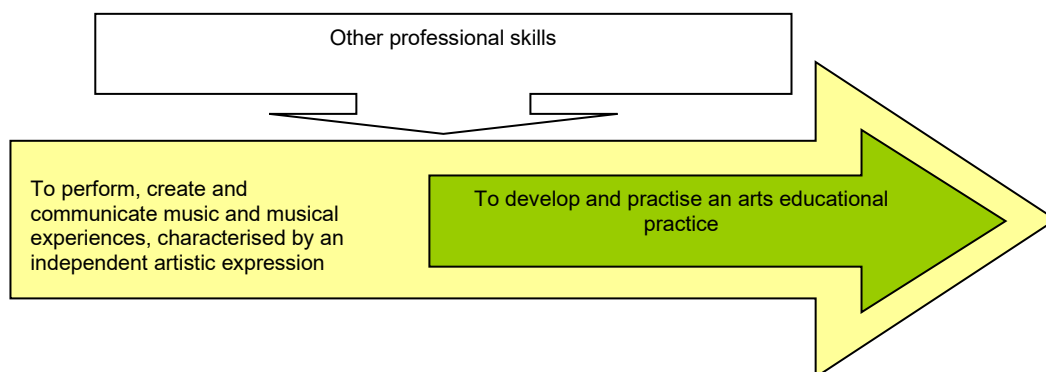 Other professional skills
To perform, create and
communicate music and musical
experiences, characterised by an
independent artistic expression
To develop and practise an arts educational
practice